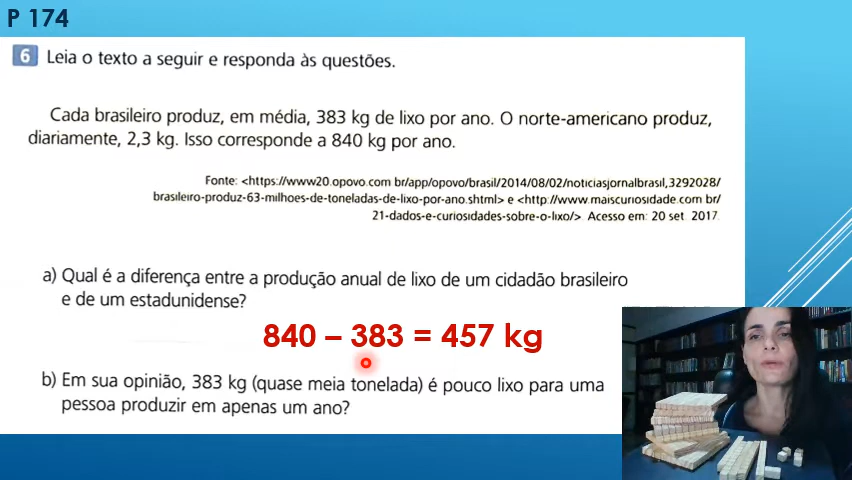 P 174
6 Leia o texto a seguir e responda às questões.
Cada brasileiro produz, em média, 383 kg de lixo por ano. O norte-americano produz,
diariamente, 2,3 kg. Isso corresponde a 840 kg por ano.
Fonte: <https://www20.opovo.com br/app/opovo/brasil/2014/08/02/noticiasjornalbrasil,3292028/
brasileiro-produz-63-milhoes-de-toneladas-de-lixo-por-ano.shtml> e <http://www.maiscuriosidade.com br/
21-dados-e-curiosidades-sobre-o-lixo/> Acesso em: 20 set 2017.
a) Qual é a diferença entre a produção anual de lixo de um cidadão brasileiro
e de um estadunidense?
840 – 383 = 457 kg
b) Em sua opinião, 383 kg (quase meia tonelada) é pouco lixo para uma
pessoa produzir em apenas um ano?